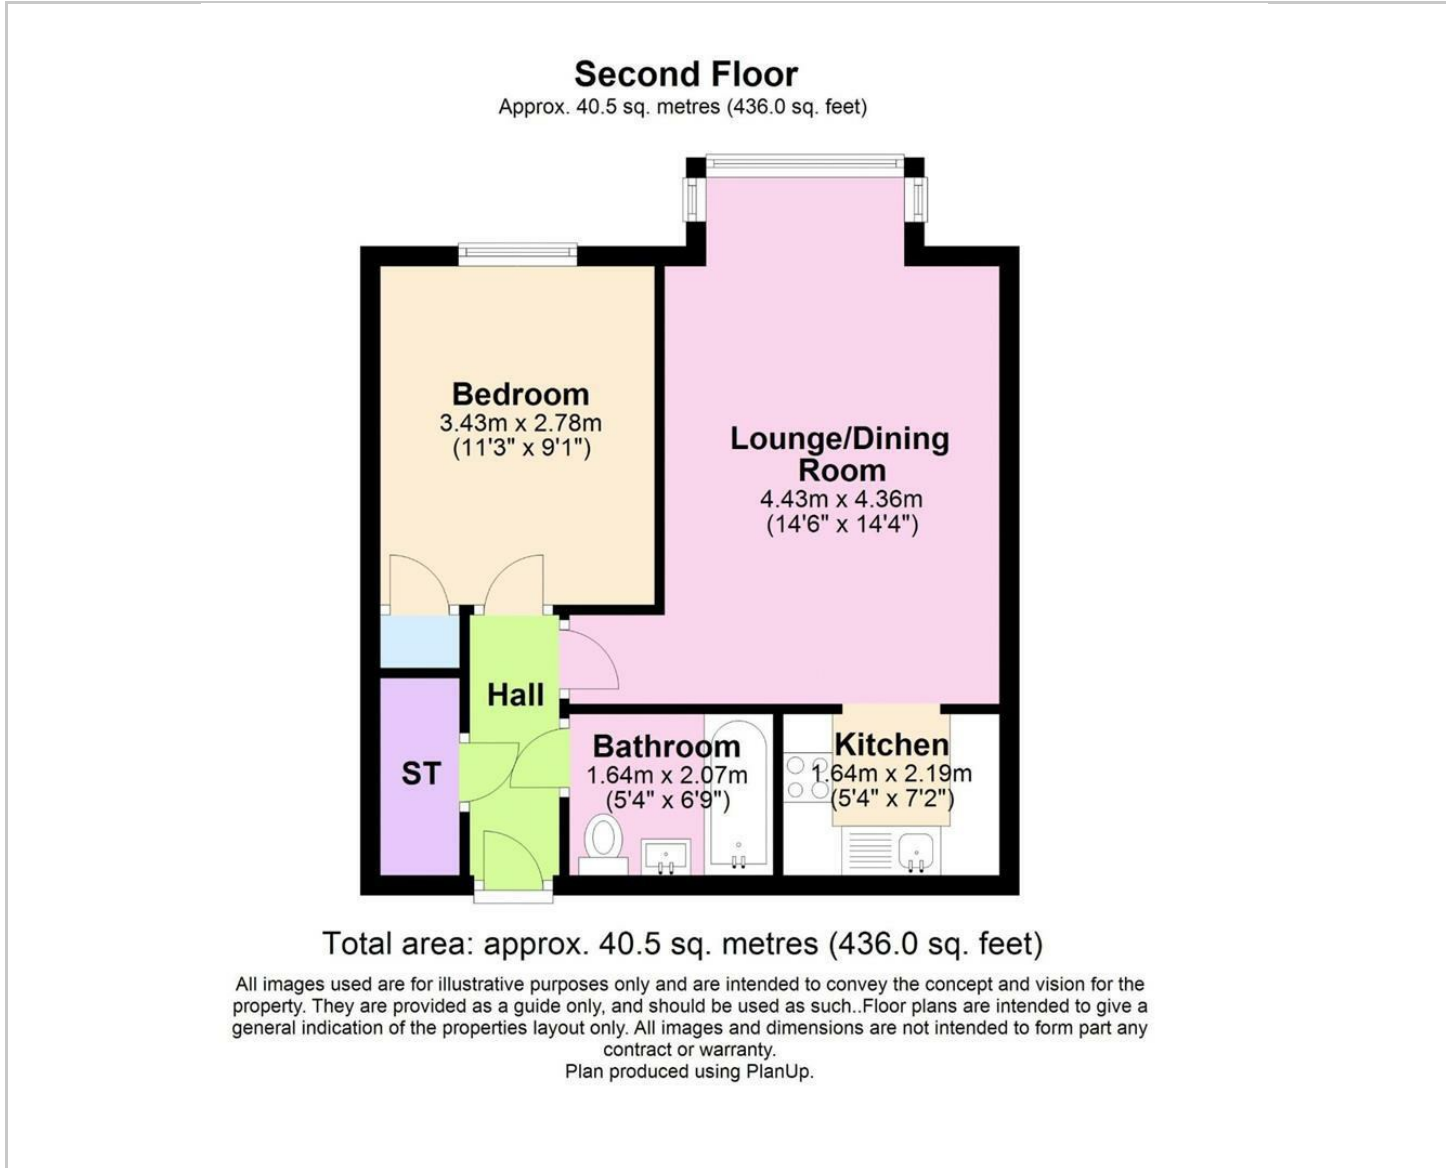 Second Floor
Approx. 40.5 sq. metres (436.0 sq. feet)
Bedroom
3.43m x 2.78m
(11'3" x 9'1")
Lounge/Dining
Room
4.43m x 4.36m
(14'6" x 14'4")
Hall
ST
Bathroom
1.64m x 2.07m
(5'4" x 6'9")
Kitchen
1.64m x 2.19m
(5'4" x 7'2")
Total area: approx. 40.5 sq. metres (436.0 sq. feet)
All images used are for illustrative purposes only and are intended to convey the concept and vision for the
property. They are provided as a guide only, and should be used as such..Floor plans are intended to give a
general indication of the properties layout only. All images and dimensions are not intended to form part any
contract or warranty.
Plan produced using PlanUp.